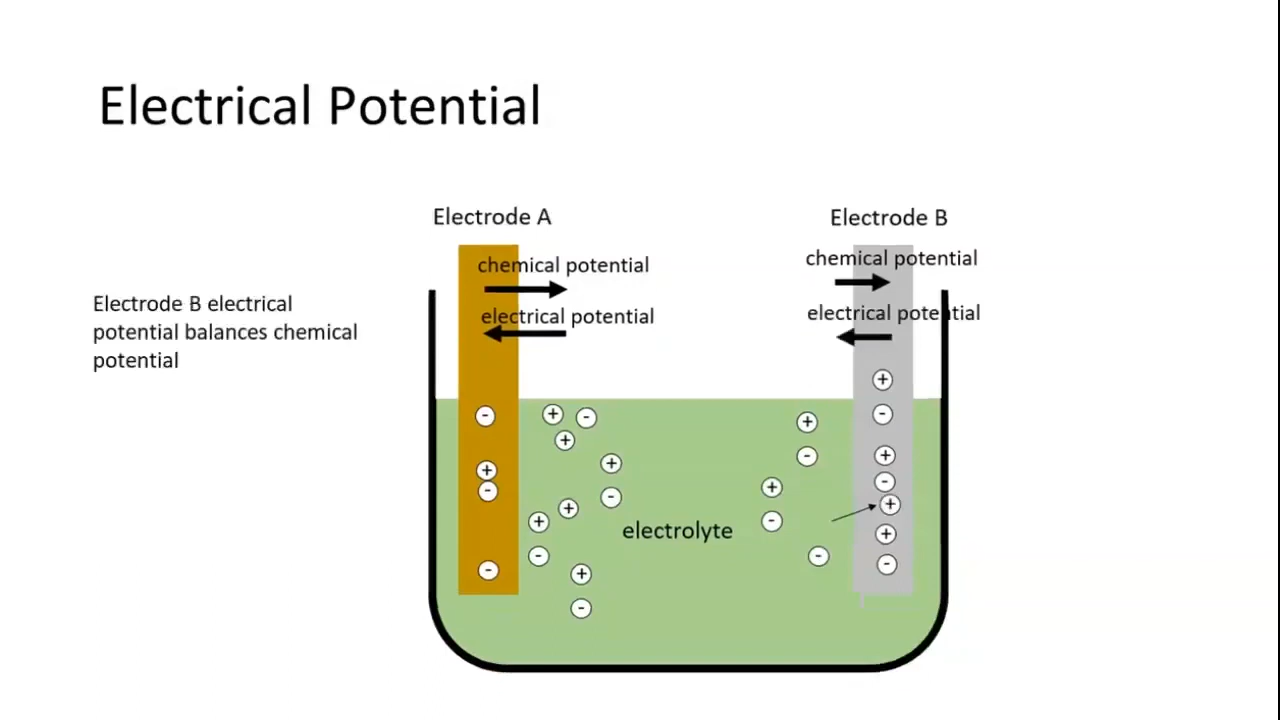 Electrical Potential
Electrode A
Electrode B
chemical potential
chemical potential
electrical potential
electrical potential
Electrode B electrical
potential balances chemical
potential
+
-
+
-
+
-
+
-
+
-
+
+
-
+
-
+
-
+
-
+
-
+
-
+
+
-
+
-
-
-
+
-
electrolyte